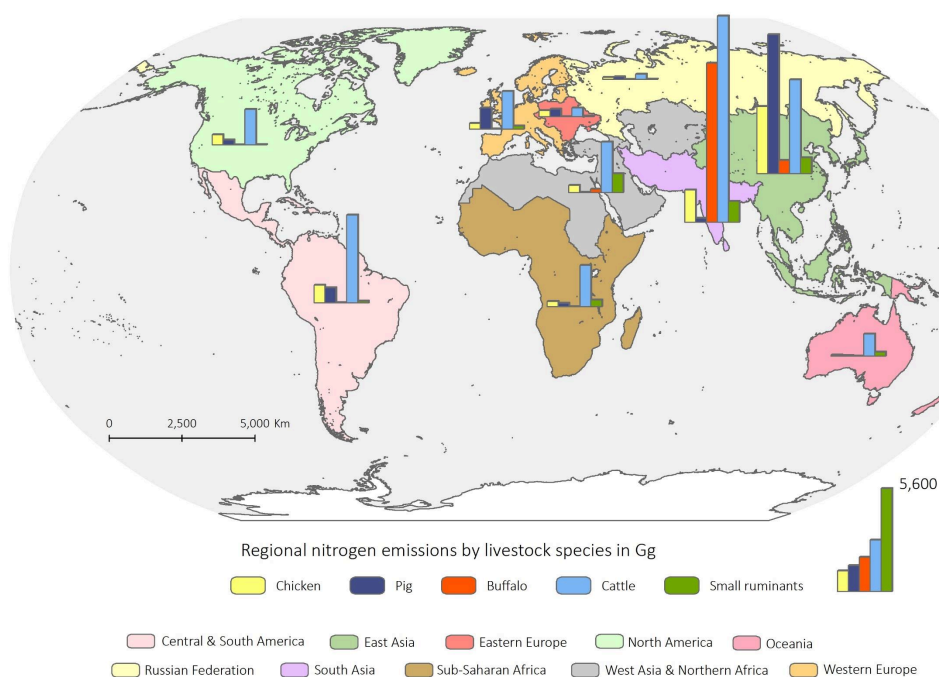 0 2,500 5,000 Km
5,600
Regional nitrogen emissions by livestock species in Gg
Chicken Pig Buffalo Cattle Small ruminants
Central & South America East Asia Eastern Europe North America Oceania
Russian Federation South Asia Sub-Saharan Africa West Asia & Northern Africa Western Europe